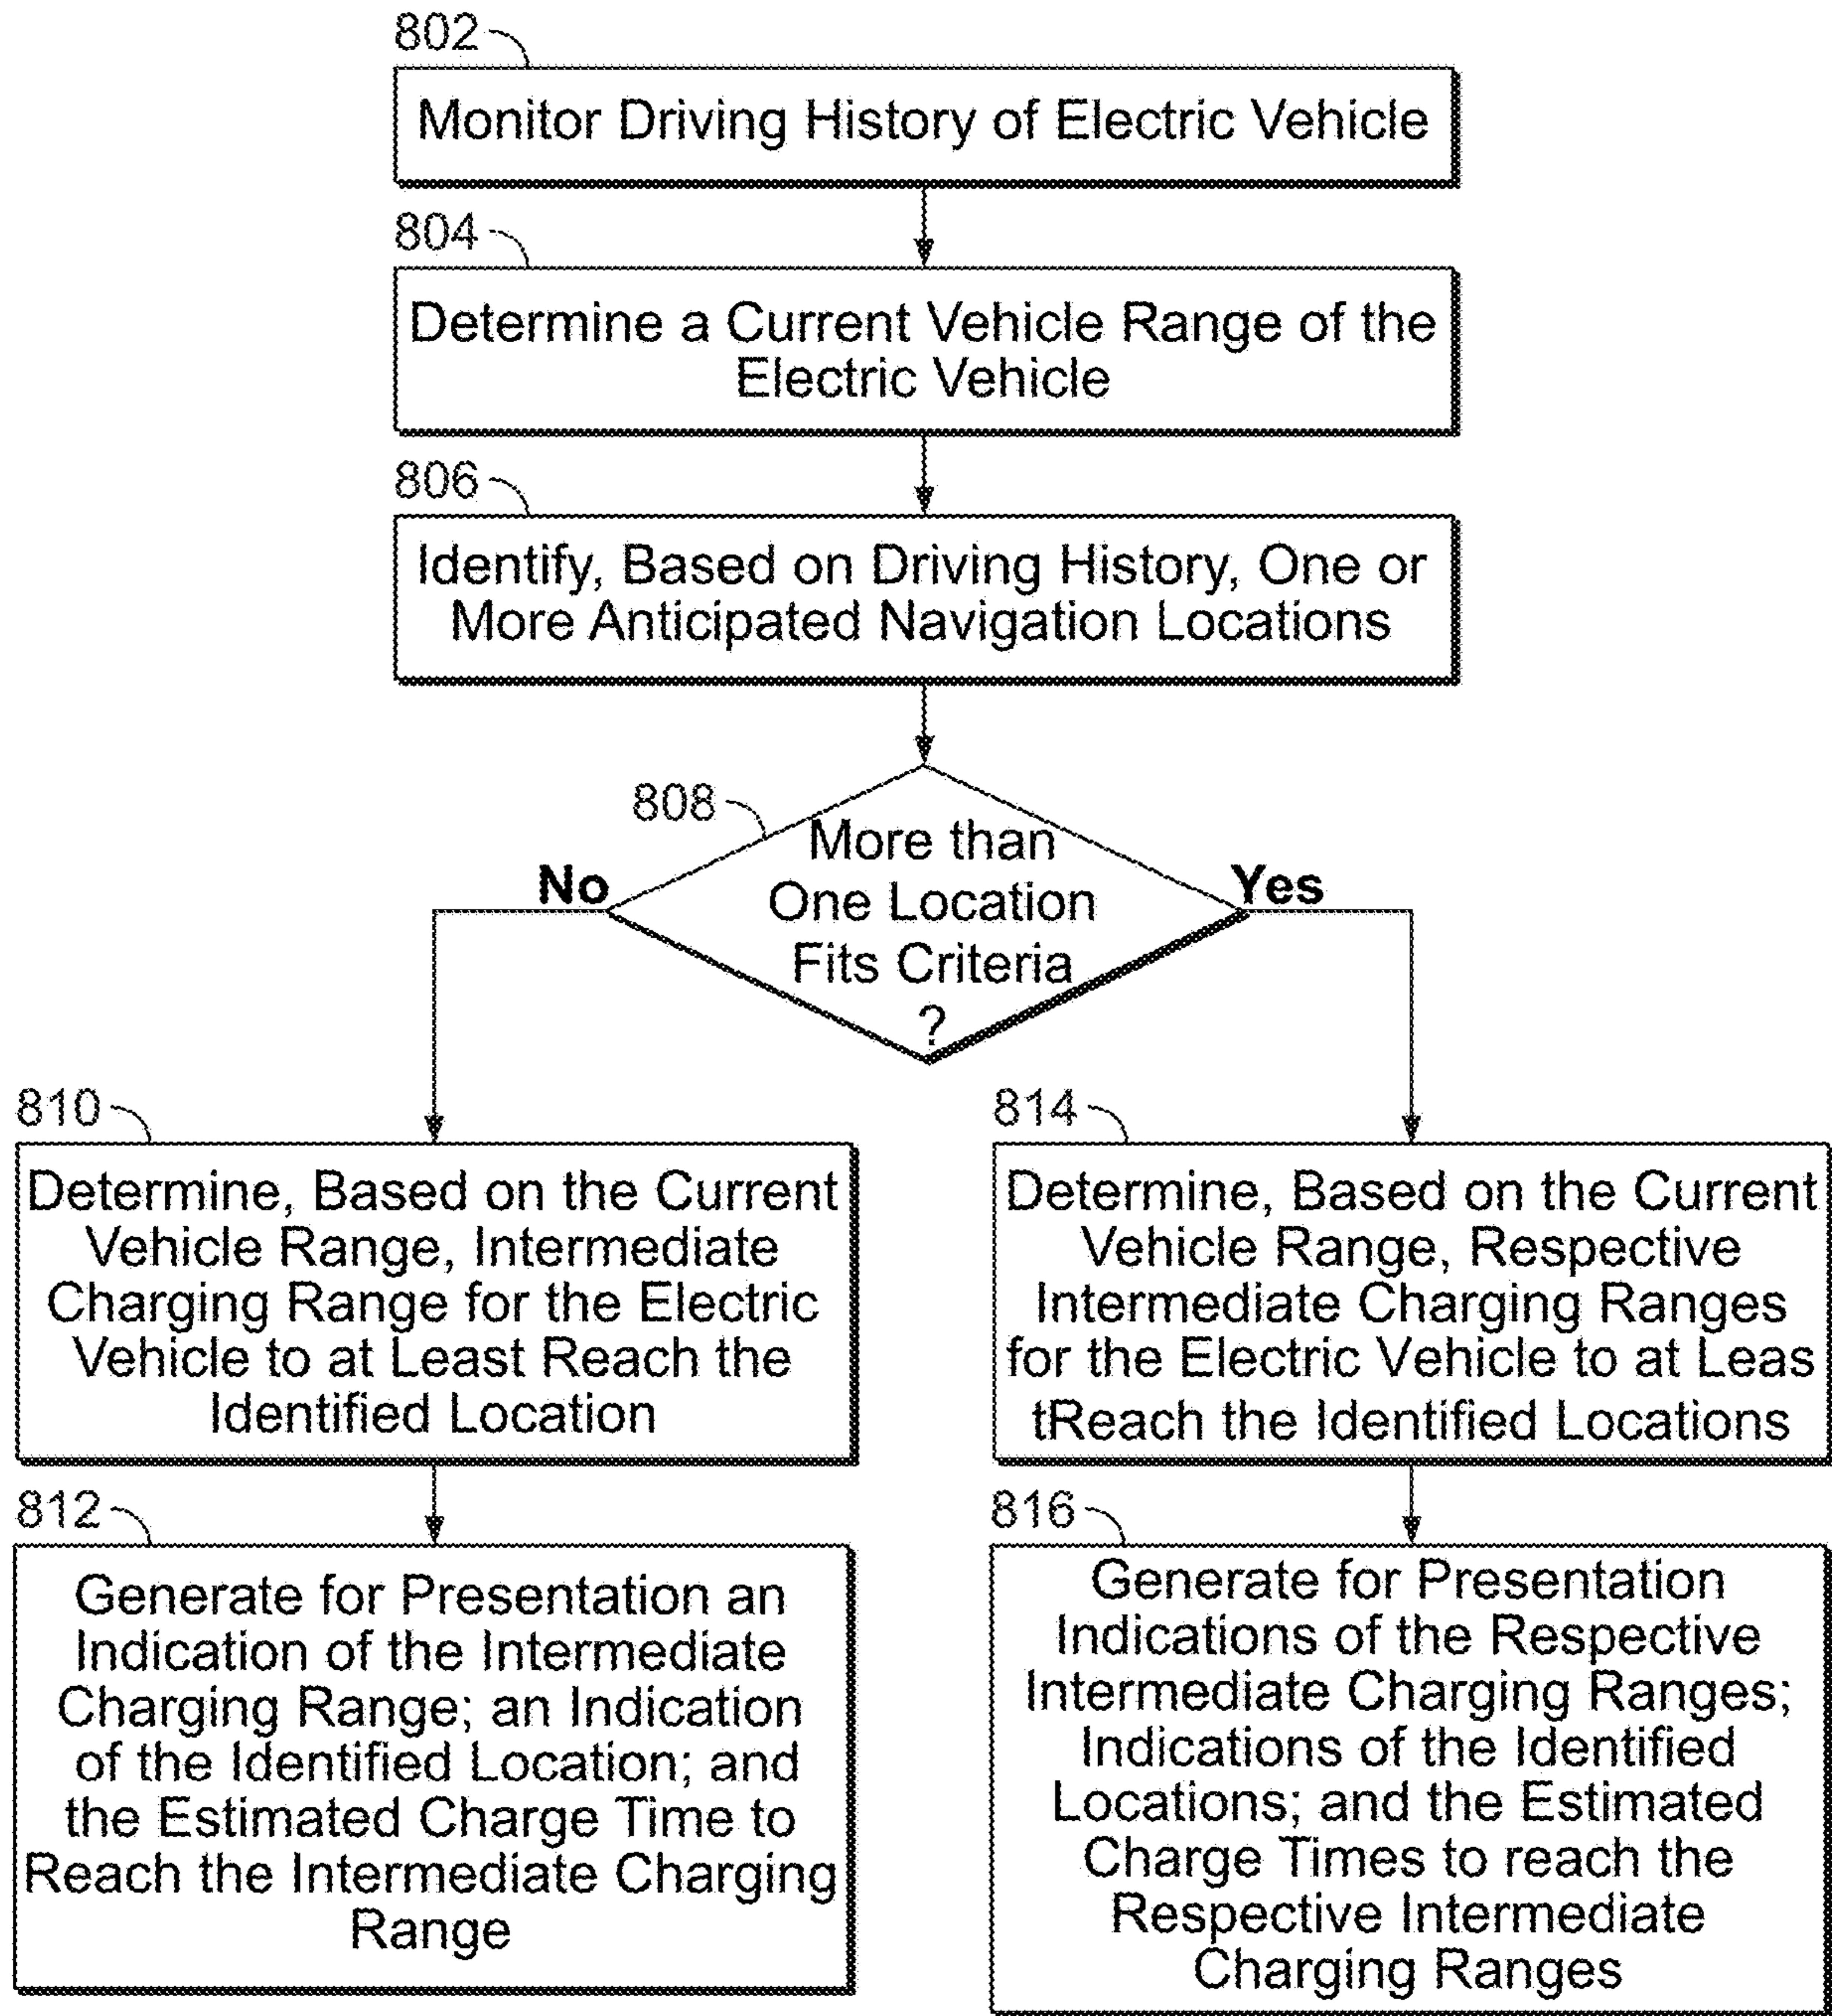 802
Monitor Driving History of Electric Vehicle
804
Determine a Current Vehicle Range of the
Electric Vehicle
806
Identify, Based on Driving History, One or
More Anticipated Navigation Locations
808
More than
One Location
Fits Criteria
?
No
Yes
810
Determine, Based on the Current
Vehicle Range, Intermediate
Charging Range for the Electric
Vehicle to at Least Reach the
Identified Location
814
Determine, Based on the Current
Vehicle Range, Respective
Intermediate Charging Ranges
for the Electric Vehicle to at Leas
tReach the Identified Locations
812
Generate for Presentation an
Indication of the Intermediate
Charging Range; an Indication
of the Identified Location; and
the Estimated Charge Time to
Reach the Intermediate Charging
Range
816
Generate for Presentation
Indications of the Respective
Intermediate Charging Ranges;
Indications of the Identified
Locations; and the Estimated
Charge Times to reach the
Respective Intermediate
Charging Ranges